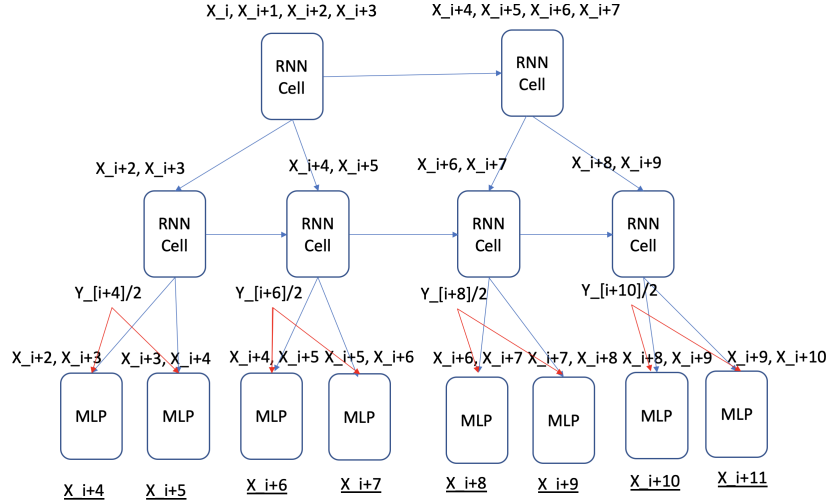 X_i, X_i+1, X_i+2, X_i+3
X_i+4, X_i+5, X_i+6, X_i+7
RNN
Cell
RNN
Cell
X_i+2, X_i+3
X_i+4, X_i+5
X_i+6, X_i+7
X_i+8, X_i+9
RNN
Cell
RNN
Cell
RNN
Cell
RNN
Cell
Y_[i+4]/2
Y_[i+6]/2
Y_[i+8]/2
Y_[i+10]/2
X_i+2, X_i+3
X_i+3, X_i+4
X_i+4, X_i+5
X_i+5, X_i+6
X_i+6, X_i+7
X_i+7, X_i+8
X_i+8, X_i+9
X_i+9, X_i+10
MLP
MLP
MLP
MLP
MLP
MLP
MLP
MLP
X_i+4
X_i+5
X_i+6
X_i+7
X_i+8
X_i+9
X_i+10
X_i+11